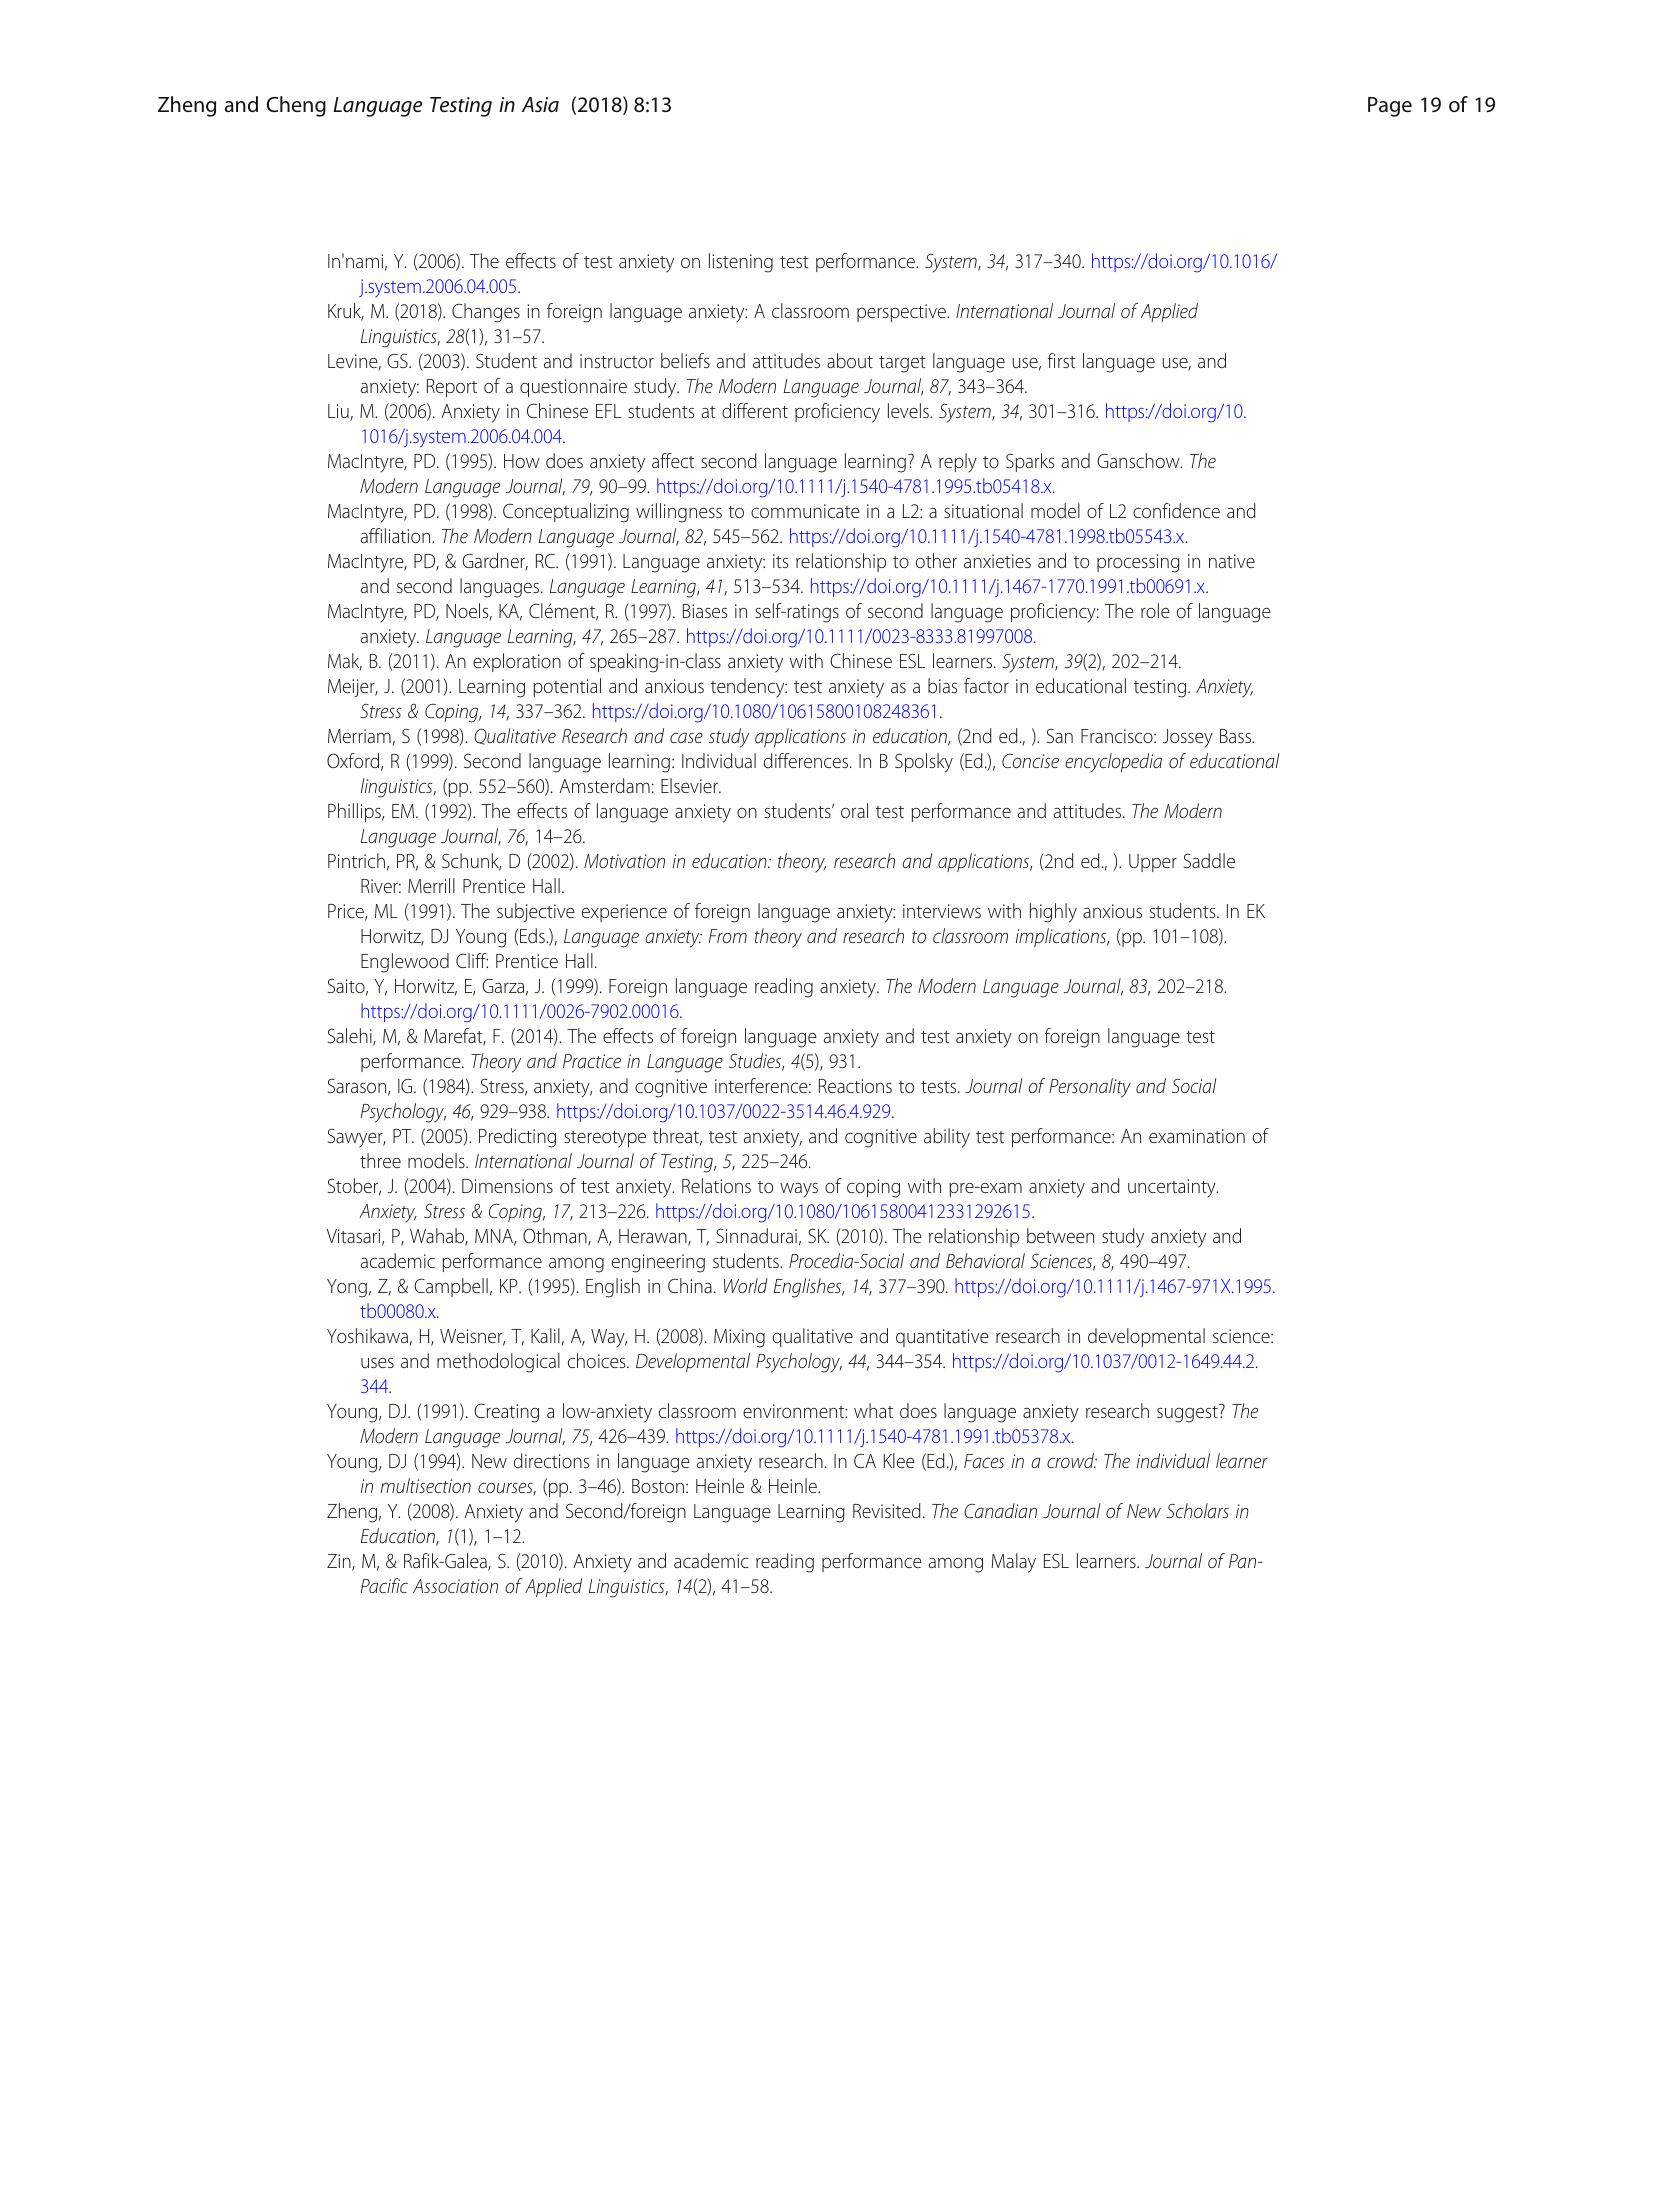 Zheng and Cheng Language Testing in Asia (2018) 8:13
Page 19 of 19
In'nami, Y. (2006). The effects of test anxiety on listening test performance. System, 34, 317–340. https://doi.org/10.1016/
j.system.2006.04.005.
Kruk, M. (2018). Changes in foreign language anxiety: A classroom perspective. International Journal of Applied
Linguistics, 28(1), 31–57.
Levine, GS. (2003). Student and instructor beliefs and attitudes about target language use, first language use, and
anxiety: Report of a questionnaire study. The Modern Language Journal, 87, 343–364.
Liu, M. (2006). Anxiety in Chinese EFL students at different proficiency levels. System, 34, 301–316. https://doi.org/10.
1016/j.system.2006.04.004.
MacIntyre, PD. (1995). How does anxiety affect second language learning? A reply to Sparks and Ganschow. The
Modern Language Journal, 79, 90–99. https://doi.org/10.1111/j.1540-4781.1995.tb05418.x.
MacIntyre, PD. (1998). Conceptualizing willingness to communicate in a L2: a situational model of L2 confidence and
affiliation. The Modern Language Journal, 82, 545–562. https://doi.org/10.1111/j.1540-4781.1998.tb05543.x.
MacIntyre, PD, & Gardner, RC. (1991). Language anxiety: its relationship to other anxieties and to processing in native
and second languages. Language Learning, 41, 513–534. https://doi.org/10.1111/j.1467-1770.1991.tb00691.x.
MacIntyre, PD, Noels, KA, Clément, R. (1997). Biases in self-ratings of second language proficiency: The role of language
anxiety. Language Learning, 47, 265–287. https://doi.org/10.1111/0023-8333.81997008.
Mak, B. (2011). An exploration of speaking-in-class anxiety with Chinese ESL learners. System, 39(2), 202–214.
Meijer, J. (2001). Learning potential and anxious tendency: test anxiety as a bias factor in educational testing. Anxiety,
Stress & Coping, 14, 337–362. https://doi.org/10.1080/10615800108248361.
Merriam, S (1998). Qualitative Research and case study applications in education, (2nd ed., ). San Francisco: Jossey Bass.
Oxford, R (1999). Second language learning: Individual differences. In B Spolsky (Ed.), Concise encyclopedia of educational
linguistics, (pp. 552–560). Amsterdam: Elsevier.
Phillips, EM. (1992). The effects of language anxiety on students’ oral test performance and attitudes. The Modern
Language Journal, 76, 14–26.
Pintrich, PR, & Schunk, D (2002). Motivation in education: theory, research and applications, (2nd ed., ). Upper Saddle
River: Merrill Prentice Hall.
Price, ML (1991). The subjective experience of foreign language anxiety: interviews with highly anxious students. In EK
Horwitz, DJ Young (Eds.), Language anxiety: From theory and research to classroom implications, (pp. 101–108).
Englewood Cliff: Prentice Hall.
Saito, Y, Horwitz, E, Garza, J. (1999). Foreign language reading anxiety. The Modern Language Journal, 83, 202–218.
https://doi.org/10.1111/0026-7902.00016.
Salehi, M, & Marefat, F. (2014). The effects of foreign language anxiety and test anxiety on foreign language test
performance. Theory and Practice in Language Studies, 4(5), 931.
Sarason, IG. (1984). Stress, anxiety, and cognitive interference: Reactions to tests. Journal of Personality and Social
Psychology, 46, 929–938. https://doi.org/10.1037/0022-3514.46.4.929.
Sawyer, PT. (2005). Predicting stereotype threat, test anxiety, and cognitive ability test performance: An examination of
three models. International Journal of Testing, 5, 225–246.
Stober, J. (2004). Dimensions of test anxiety. Relations to ways of coping with pre-exam anxiety and uncertainty.
Anxiety, Stress & Coping, 17, 213–226. https://doi.org/10.1080/10615800412331292615.
Vitasari, P, Wahab, MNA, Othman, A, Herawan, T, Sinnadurai, SK. (2010). The relationship between study anxiety and
academic performance among engineering students. Procedia-Social and Behavioral Sciences, 8, 490–497.
Yong, Z, & Campbell, KP. (1995). English in China. World Englishes, 14, 377–390. https://doi.org/10.1111/j.1467-971X.1995.
tb00080.x.
Yoshikawa, H, Weisner, T, Kalil, A, Way, H. (2008). Mixing qualitative and quantitative research in developmental science:
uses and methodological choices. Developmental Psychology, 44, 344–354. https://doi.org/10.1037/0012-1649.44.2.
344.
Young, DJ. (1991). Creating a low-anxiety classroom environment: what does language anxiety research suggest? The
Modern Language Journal, 75, 426–439. https://doi.org/10.1111/j.1540-4781.1991.tb05378.x.
Young, DJ (1994). New directions in language anxiety research. In CA Klee (Ed.), Faces in a crowd: The individual learner
in multisection courses, (pp. 3–46). Boston: Heinle & Heinle.
Zheng, Y. (2008). Anxiety and Second/foreign Language Learning Revisited. The Canadian Journal of New Scholars in
Education, 1(1), 1–12.
Zin, M, & Rafik-Galea, S. (2010). Anxiety and academic reading performance among Malay ESL learners. Journal of Pan-
Pacific Association of Applied Linguistics, 14(2), 41–58.